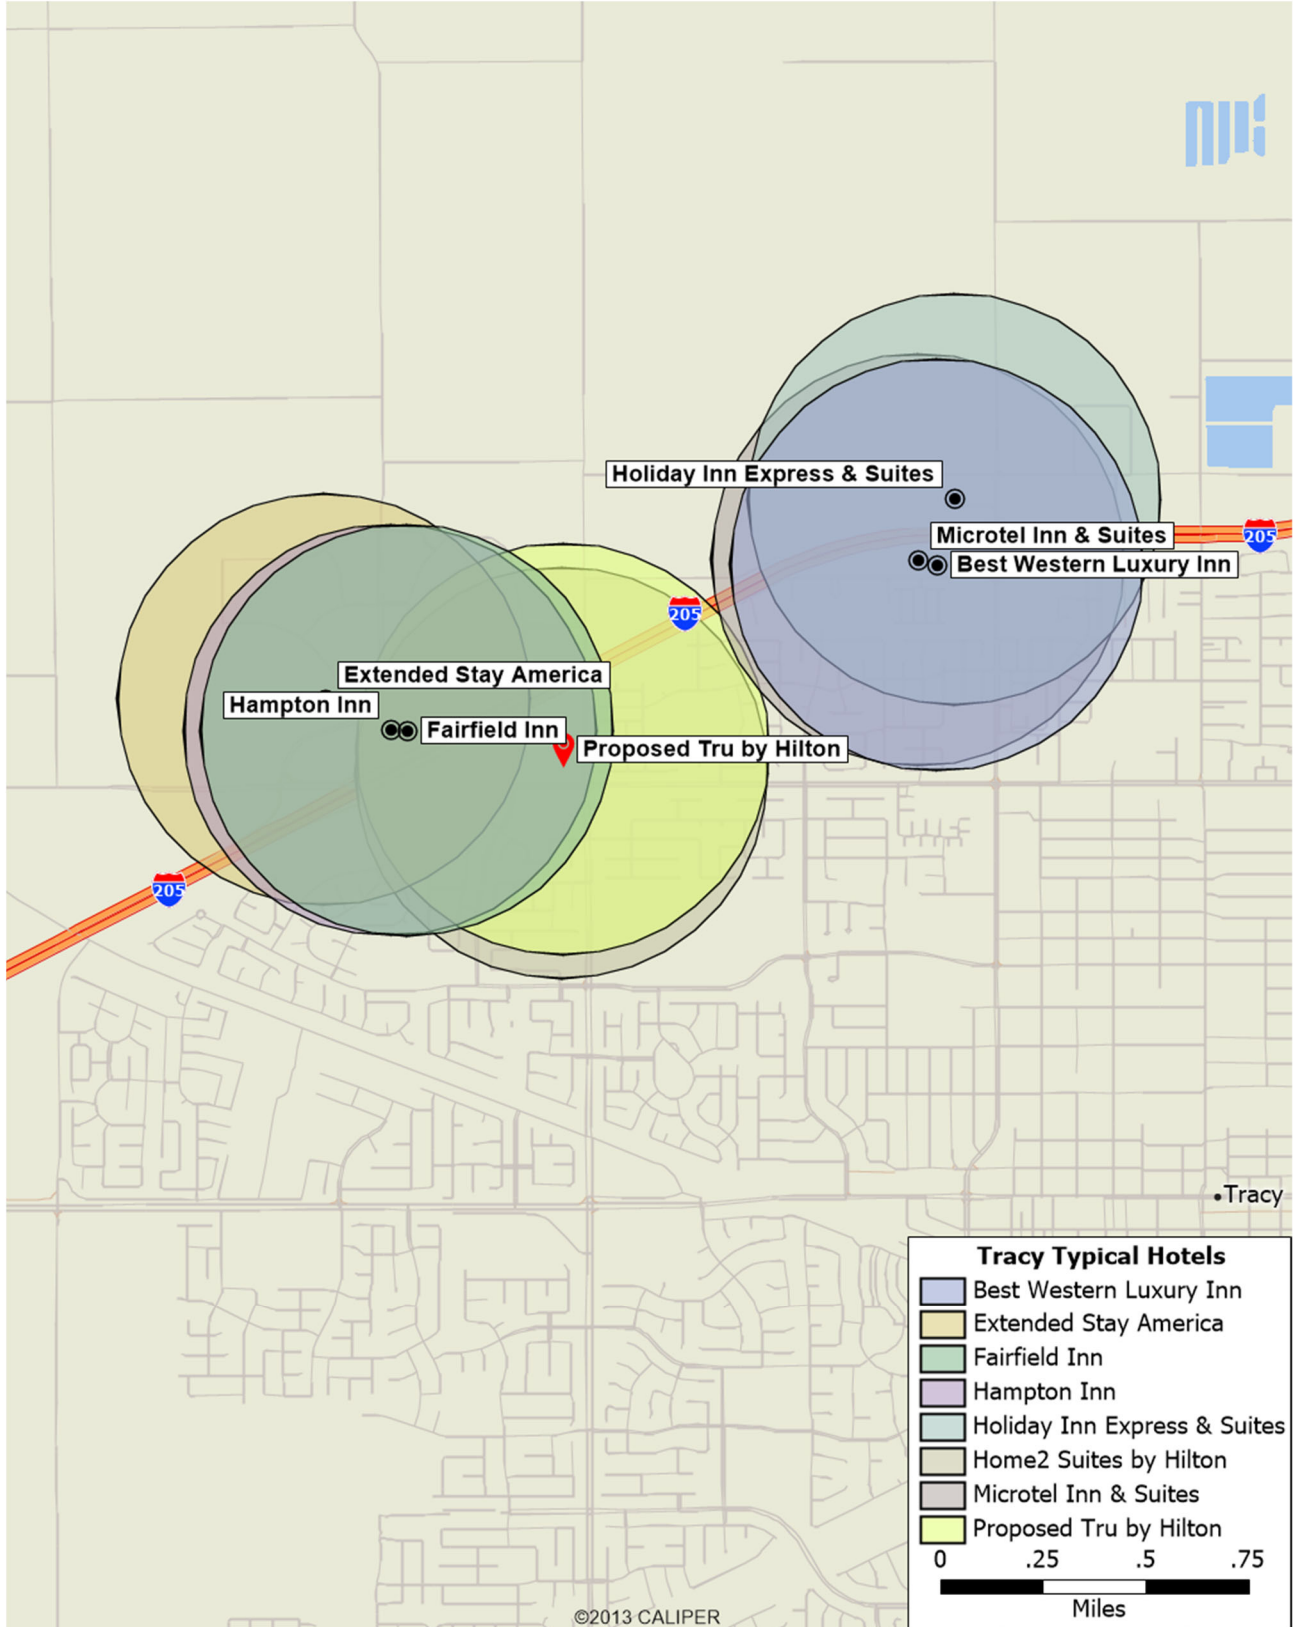 Holiday Inn Express & Suites
205
Microtel Inn & Suites
Best Western Luxury Inn
205
Extended Stay America
Hampton Inn
Fairfield Inn
Proposed Tru by Hilton
205
Tracy
Tracy Typical Hotels
Best Western Luxury Inn
Extended Stay America
Fairfield Inn
Hampton Inn
Holiday Inn Express & Suites
Home2 Suites by Hilton
Microtel Inn & Suites
Proposed Tru by Hilton
0 .25 .5 .75
Miles
©2013 CALIPER